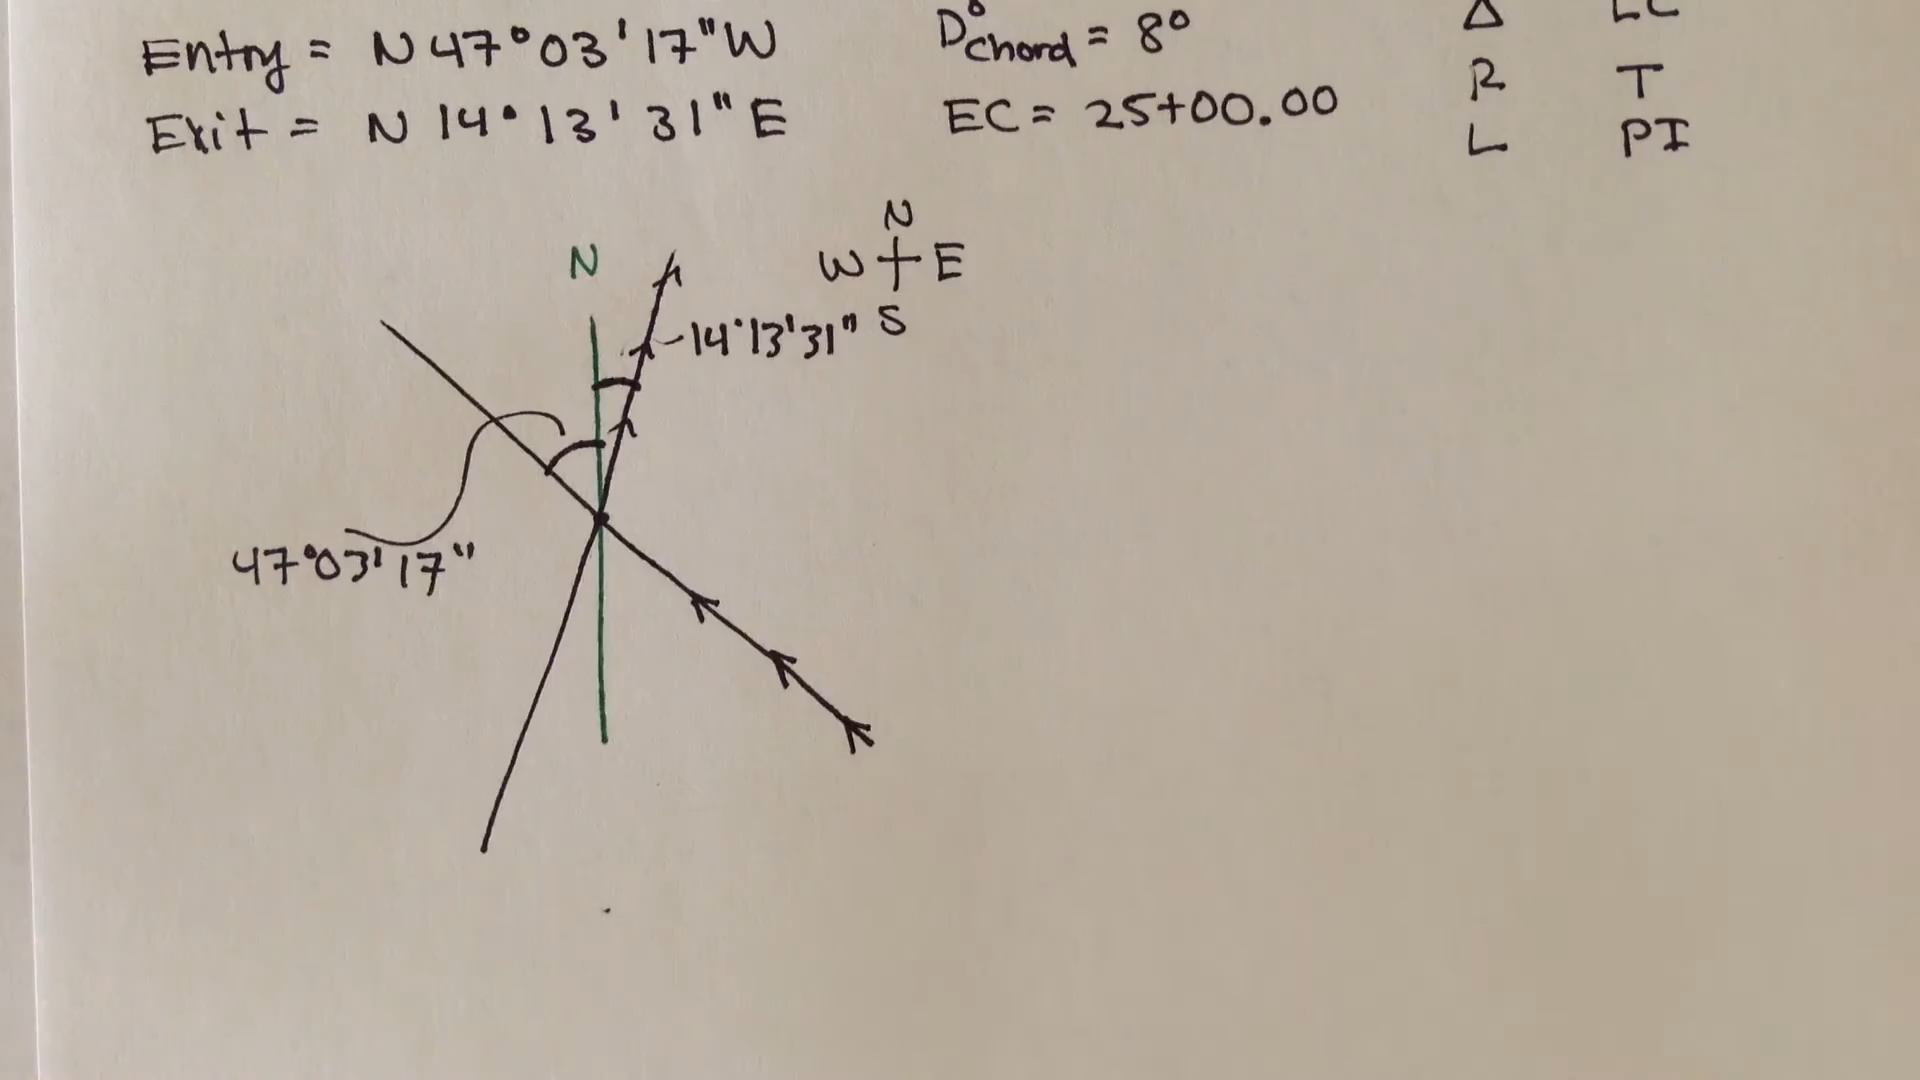 Entry = N 47° 03' 17" W
Exit = N 14° 13' 31" E
D°chord = 8°
EC = 25+00.00
Δ LC
R T
L PI
N
W E
S
N
14°13'31"
47°03'17"